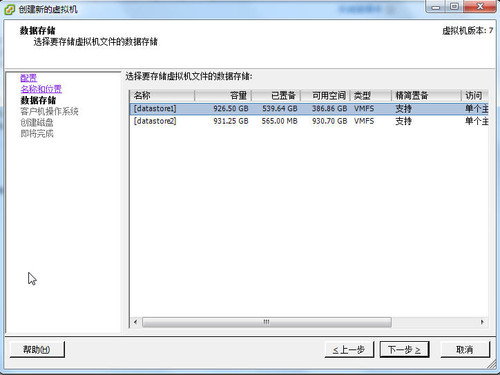 创建新的虚拟机
数据存储
选择要存储虚拟机文件的数据存储
虚拟机版本: 7
配置
名称和位置
数据存储
客户机操作系统
创建磁盘
即将完成
选择要存储虚拟机文件的数据存储:
名称 容量 已置备 可用空间 类型 精简置备 访问
[datastore1] 926.50 GB 539.64 GB 386.86 GB VMFS 支持 单个主
[datastore2] 931.25 GB 565.00 MB 930.70 GB VMFS 支持 单个主
帮助(H) ≤上一步 下一步 ≥ 取消